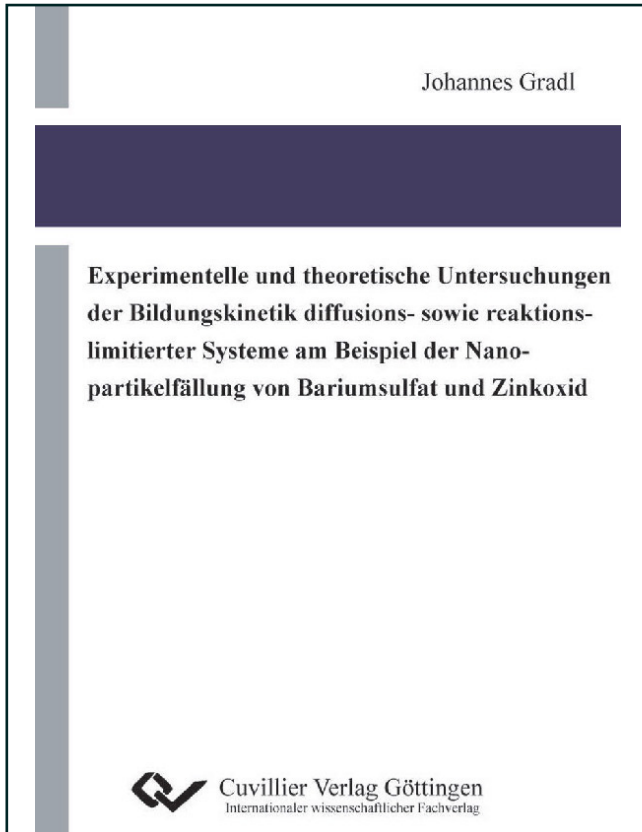 Johannes Gradl
Experimentelle und theoretische Untersuchungen
der Bildungskinetik diffusions- sowie reaktions-
limitierter Systeme am Beispiel der Nano-
partikelfällung von Bariumsulfat und Zinkoxid
Cuvillier Verlag Göttingen
Internationaler wissenschaftlicher Fachverlag